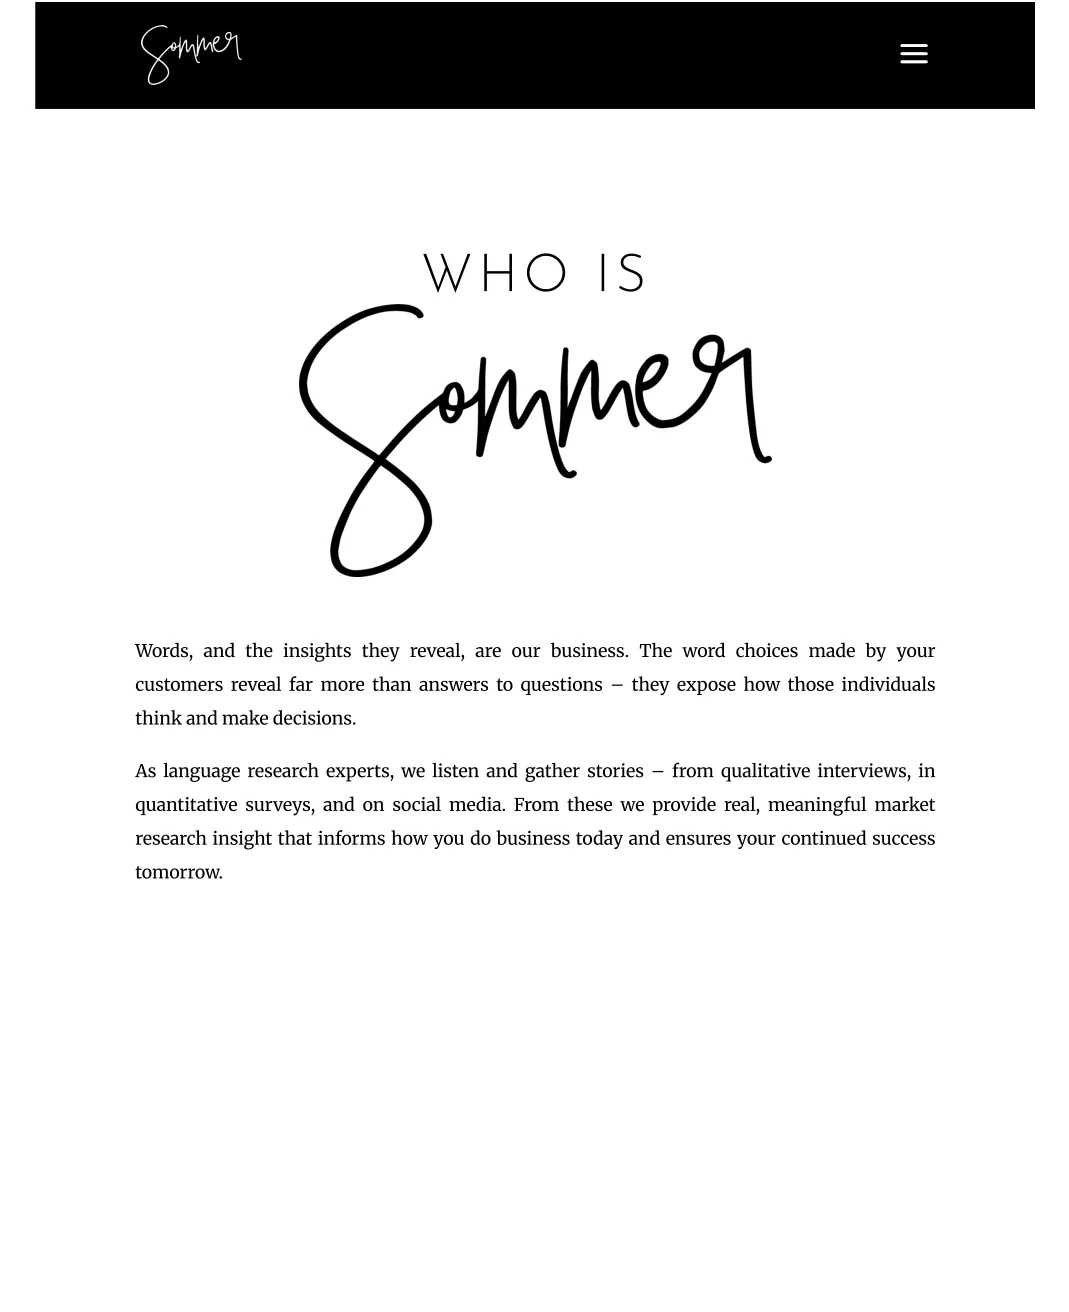 Sommer
WHO IS
Sommer
Words, and the insights they reveal, are our business. The word choices made by your
customers reveal far more than answers to questions – they expose how those individuals
think and make decisions.
As language research experts, we listen and gather stories – from qualitative interviews, in
quantitative surveys, and on social media. From these we provide real, meaningful market
research insight that informs how you do business today and ensures your continued success
tomorrow.